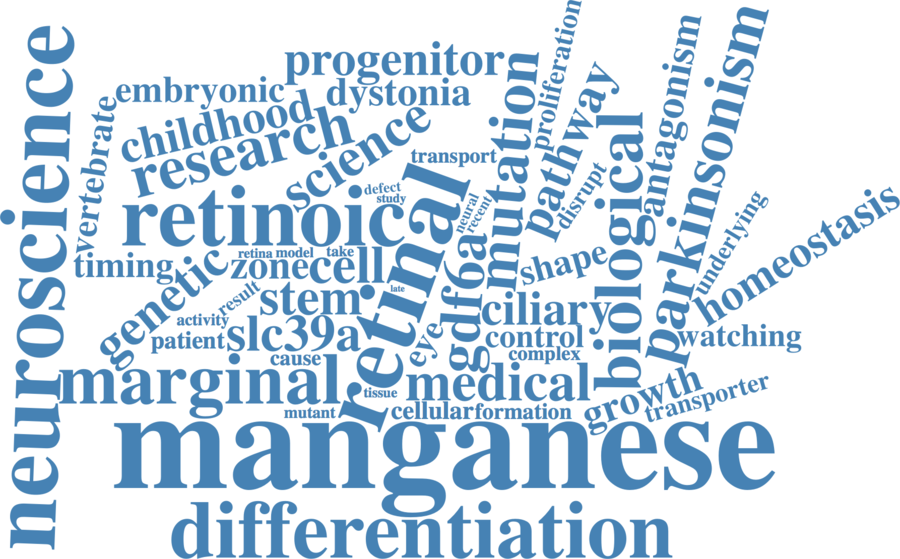 neuroscience
progenitor
embryonic
dystonia
childhood
research
science
vertebrate
transport
proliferation
pathway
mutation
antagonism
parkinsonism
biological
disrupt
defect
study
neural
recent
retinoic
retinal
retina
model
take
timing
zone
cell
genetic
result
stem
late
gdf6a
shape
underlying
homeostasis
activity
patient
slc39a
cause
eye
ciliary
control
complex
watching
marginal
tissue
medical
growth
transporter
mutant
cellular
formation
manganese
differentiation